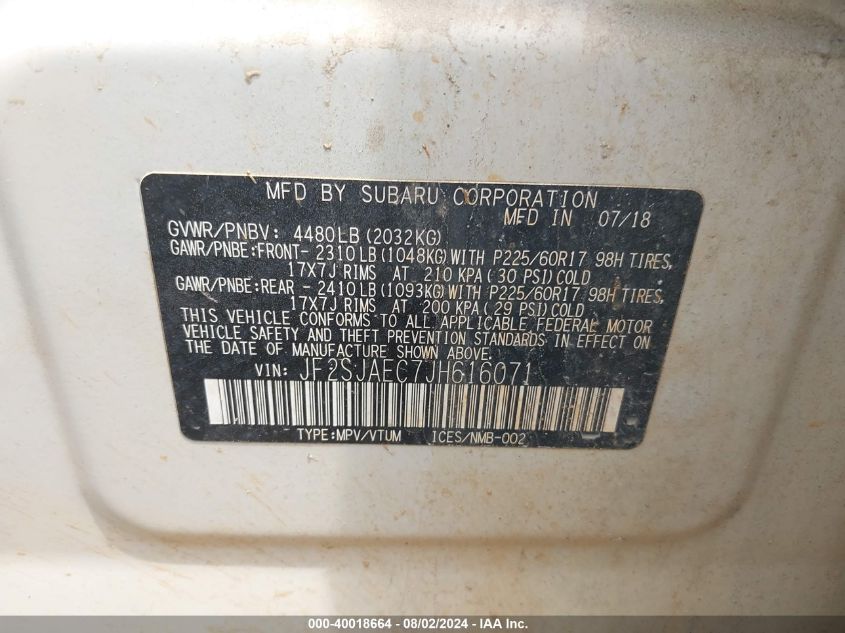 MFD BY SUBARU CORPORATION
MFD IN 07/18
GVWR/PNBV: 4480LB(2032KG)
GAWR/PNBE:FRONT- 2310LB(1048KG)WITH P225/60R17 98H TIRES,
17X7J RIMS AT 210 KPA(30 PSI)COLD
GAWR/PNBE:REAR - 2410LB(1093KG)WITH P225/60R17 98H TIRES,
17X7J RIMS AT 200 KPA(29 PSI)COLD
THIS VEHICLE CONFORMS TO ALL APPLICABLE FEDERAL MOTOR
VEHICLE SAFETY AND THEFT PREVENTION STANDARDS IN EFFECT ON
THE DATE OF MANUFACTURE SHOWN ABOVE.
VIN: JF2SJAEC7JH616071
TYPE:MPV/VTUM ICES/NMB-002
000-40018664 - 08/02/2024 - IAA Inc.